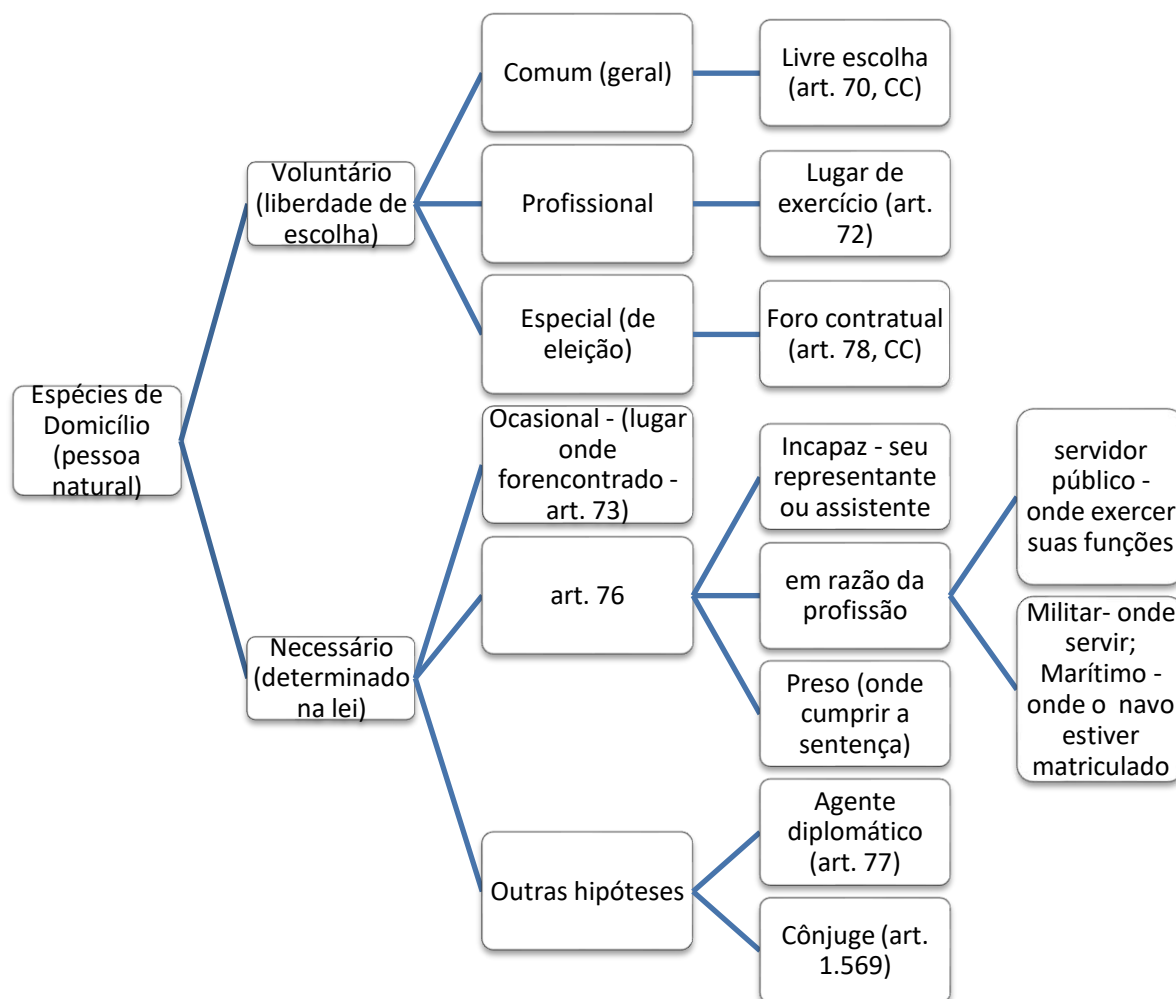 Espécies de
Domicílio
(pessoa
natural)
Voluntário
(liberdade de
escolha)
Comum (geral)
Livre escolha
(art. 70, CC)
Profissional
Lugar de
exercício (art.
72)
Especial (de
eleição)
Foro contratual
(art. 78, CC)
Necessário
(determinado
na lei)
Ocasional - (lugar
onde
forencontrado -
art. 73)
art. 76
Incapaz - seu
representante
ou assistente
em razão da
profissão
servidor
público -
onde exercer
suas funções
Militar- onde
servir;
Marítimo -
onde o navo
estiver
matriculado
Preso (onde
cumprir a
sentença)
Outras hipóteses
Agente
diplomático
(art. 77)
Cônjuge (art.
1.569)